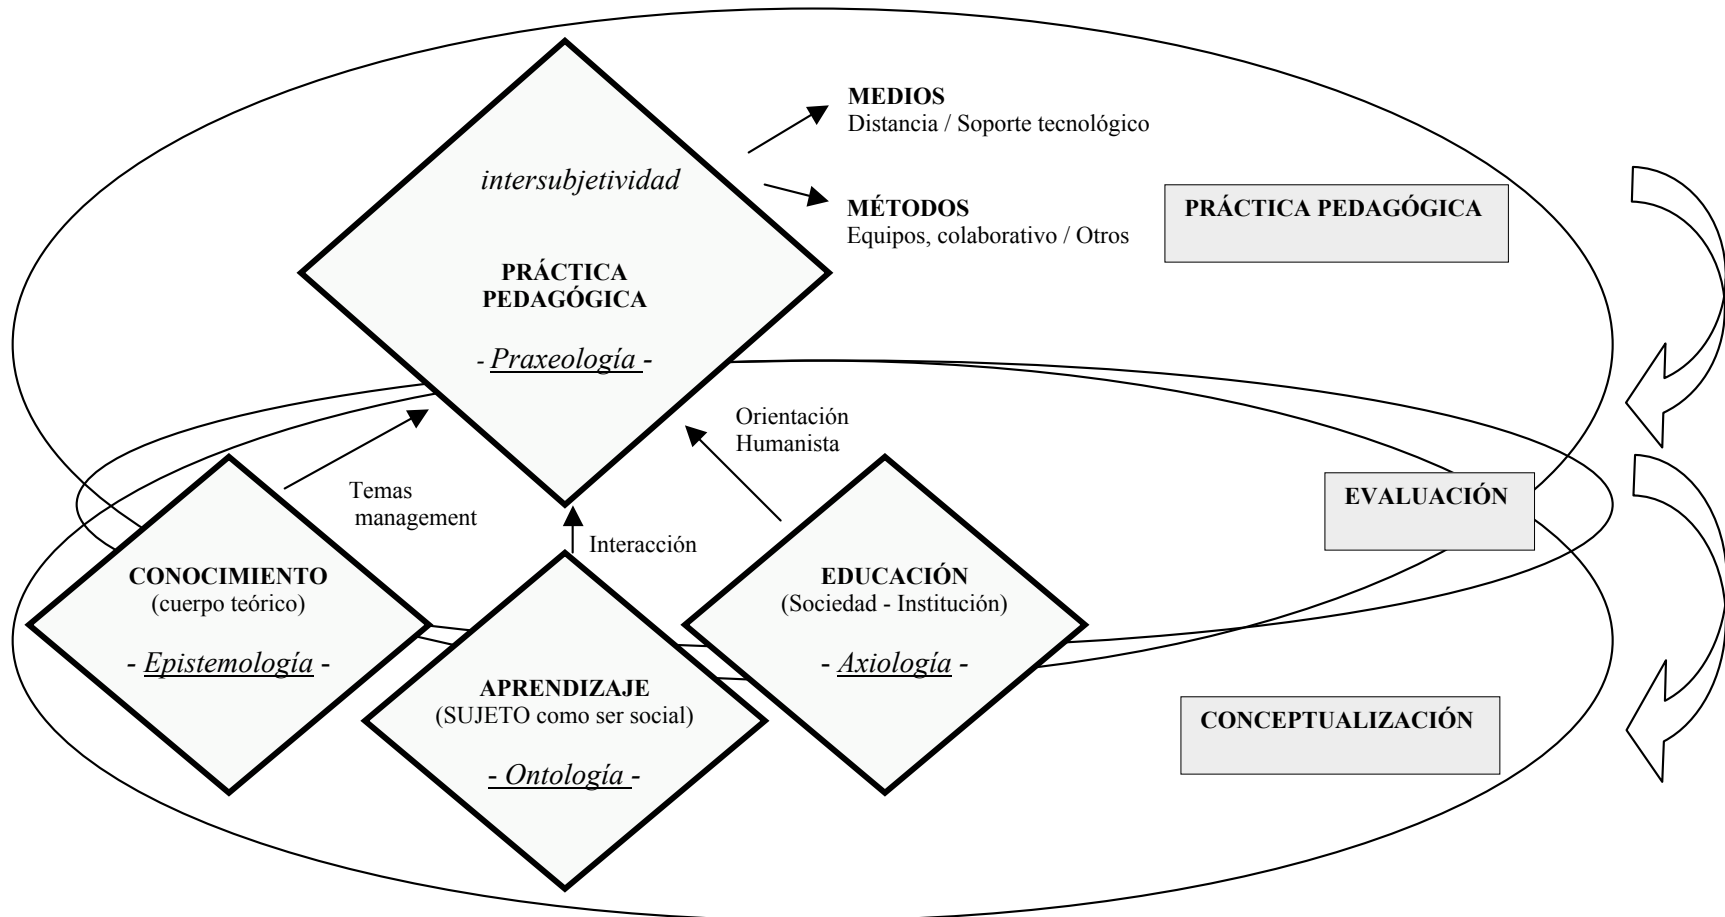 MEDIOS
Distancia / Soporte tecnológico
intersubjetividad
MÉTODOS
Equipos, colaborativo / Otros
PRÁCTICA PEDAGÓGICA
PRÁCTICA
PEDAGÓGICA
- Praxeología -
Orientación
Humanista
Temas
management
EVALUACIÓN
Interacción
CONOCIMIENTO
(cuerpo teórico)
- Epistemología -
EDUCACIÓN
(Sociedad - Institución)
- Axiología -
APRENDIZAJE
(SUJETO como ser social)
- Ontología -
CONCEPTUALIZACIÓN